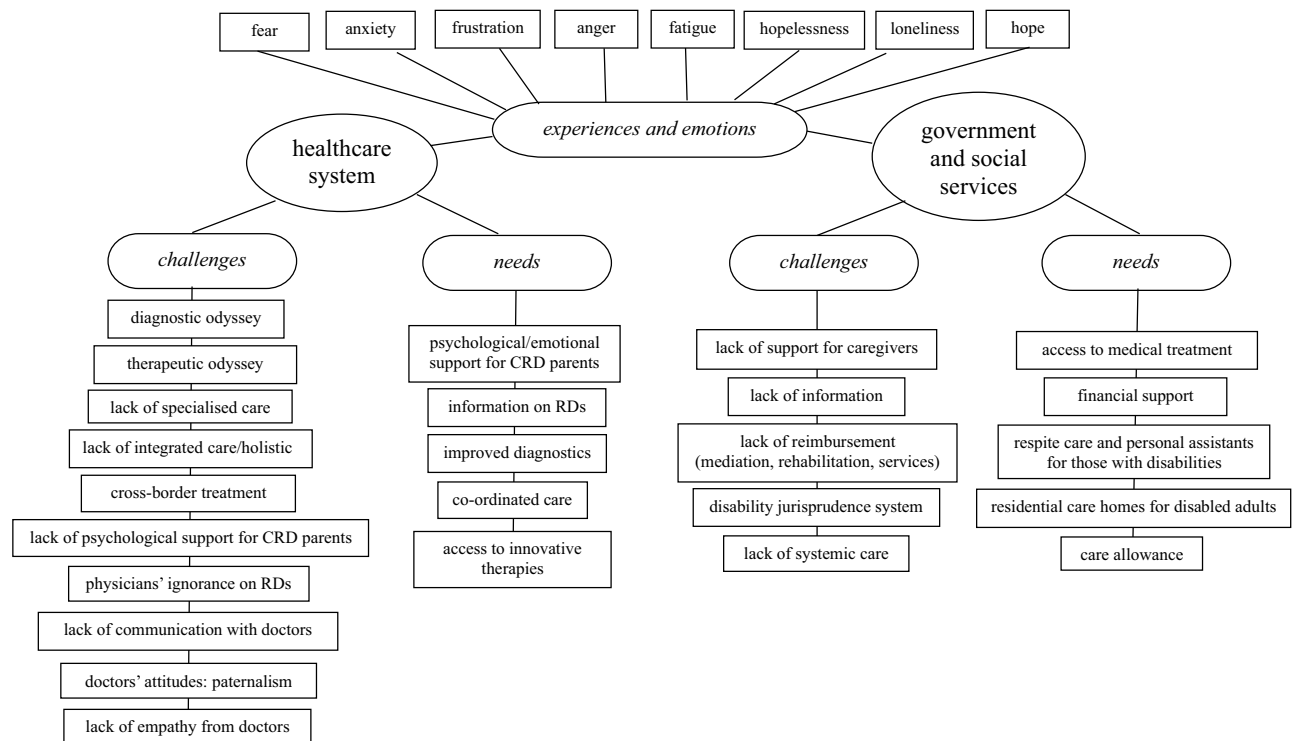 fear
anxiety
frustration
anger
fatigue
hopelessness
loneliness
hope
experiences and emotions
healthcare
system
government
and social
services
challenges
diagnostic odyssey
therapeutic odyssey
lack of specialised care
lack of integrated care/holistic
cross-border treatment
lack of psychological support for CRD parents
physicians’ ignorance on RDs
lack of communication with doctors
doctors’ attitudes: paternalism
lack of empathy from doctors
needs
psychological/emotional
support for CRD parents
information on RDs
improved diagnostics
co-ordinated care
access to innovative
therapies
challenges
lack of support for caregivers
lack of information
lack of reimbursement
(mediation, rehabilitation, services)
disability jurisprudence system
lack of systemic care
needs
access to medical treatment
financial support
respite care and personal assistants
for those with disabilities
residential care homes for disabled adults
care allowance